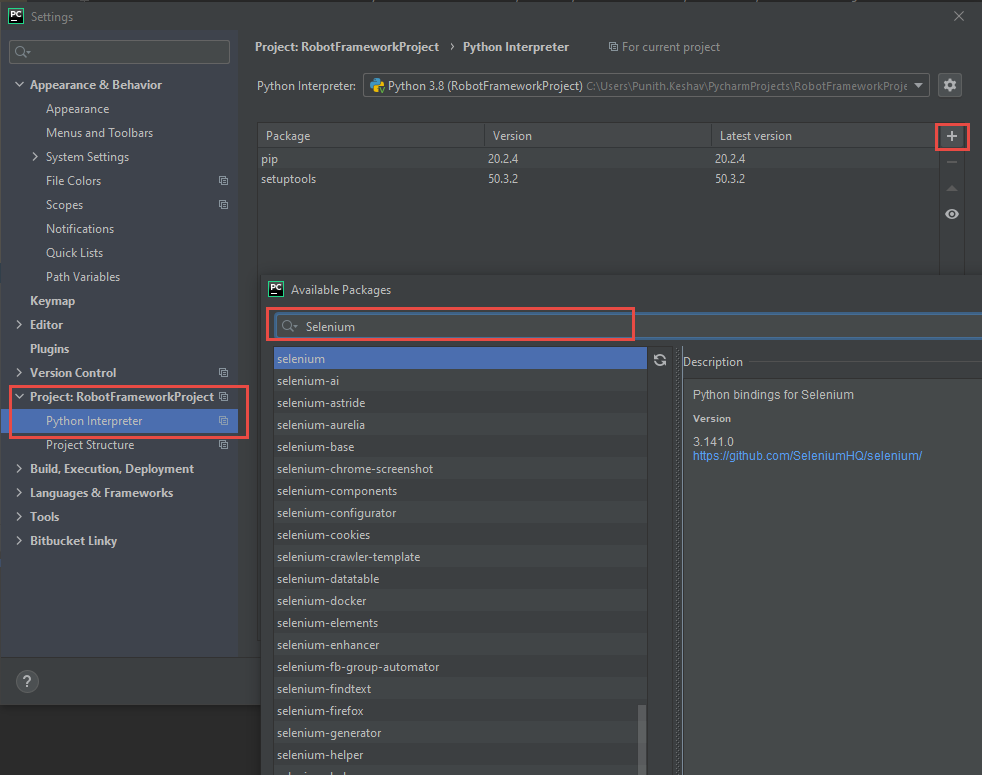 PC Settings
Project: RobotFrameworkProject › Python Interpreter For current project
Appearance & Behavior
Appearance
Menus and Toolbars
System Settings
File Colors
Scopes
Notifications
Quick Lists
Path Variables
Keymap
Editor
Plugins
Version Control
Project: RobotFrameworkProject
Python Interpreter
Project Structure
Build, Execution, Deployment
Languages & Frameworks
Tools
Bitbucket Linky
?
Python Interpreter: Python 3.8 (RobotFrameworkProject) C:\Users\Punith.Keshav\PycharmProjects\RobotFrameworkProje
Package Version Latest version
pip 20.2.4 20.2.4
setuptools 50.3.2 50.3.2
PC Available Packages
Selenium
selenium
selenium-ai
selenium-astride
selenium-aurelia
selenium-base
selenium-chrome-screenshot
selenium-components
selenium-configurator
selenium-cookies
selenium-crawler-template
selenium-datatable
selenium-docker
selenium-elements
selenium-enhancer
selenium-fb-group-automator
selenium-findtext
selenium-firefox
selenium-generator
selenium-helper
Description
Python bindings for Selenium
Version
3.141.0
https://github.com/SeleniumHQ/selenium/